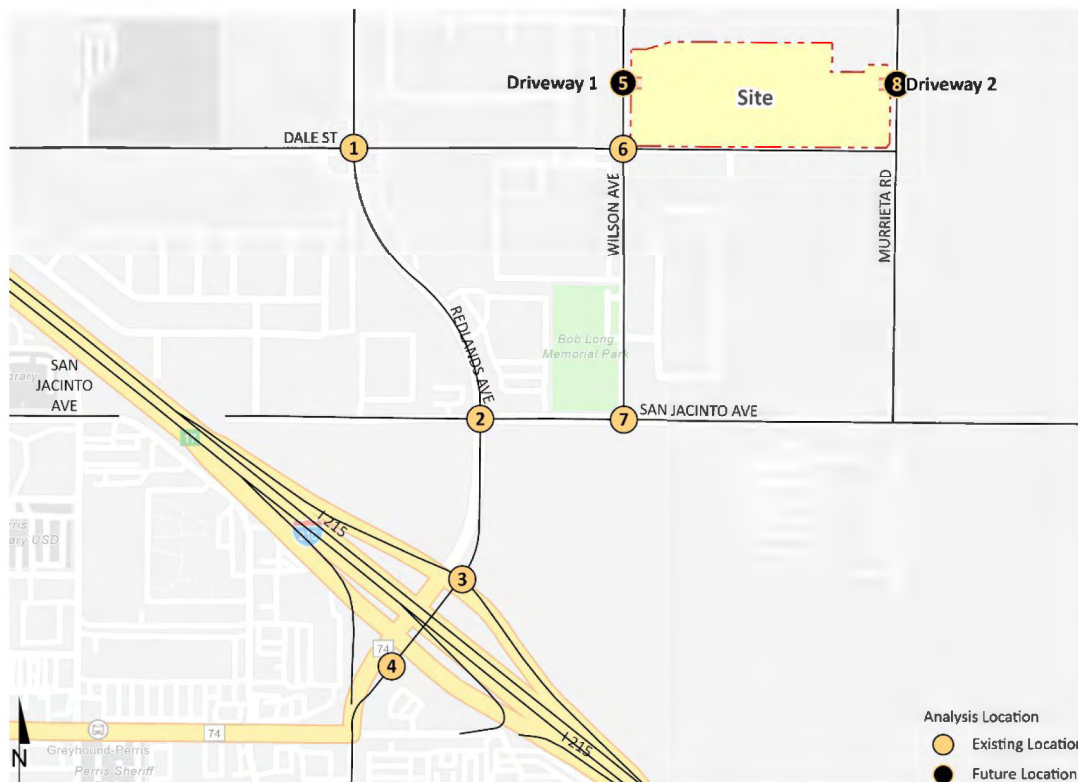 Driveway 1
5
8
Driveway 2
Site
DALE ST
1
6
WILSON AVE
MURRIETA RD
REDLANDS AVE
Bob Long
Memorial Park
SAN
JACINTO
AVE
2
7
SAN JACINTO AVE
I 215
USD
3
74
4
74
Greyhound-Perris
Perris Sheriff
I 215
N
Analysis Location
Existing Location
Future Location